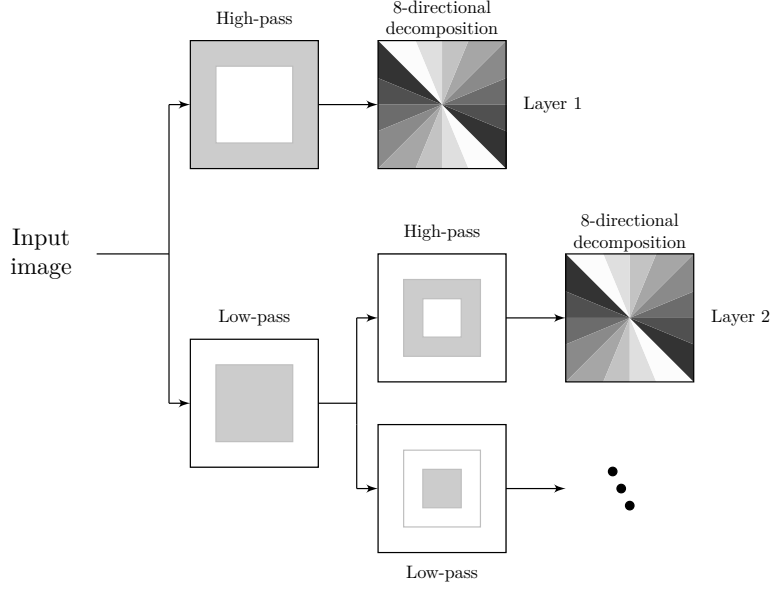 High-pass
8-directional
decomposition
Layer 1
Input
image
High-pass
8-directional
decomposition
Layer 2
Low-pass
Low-pass